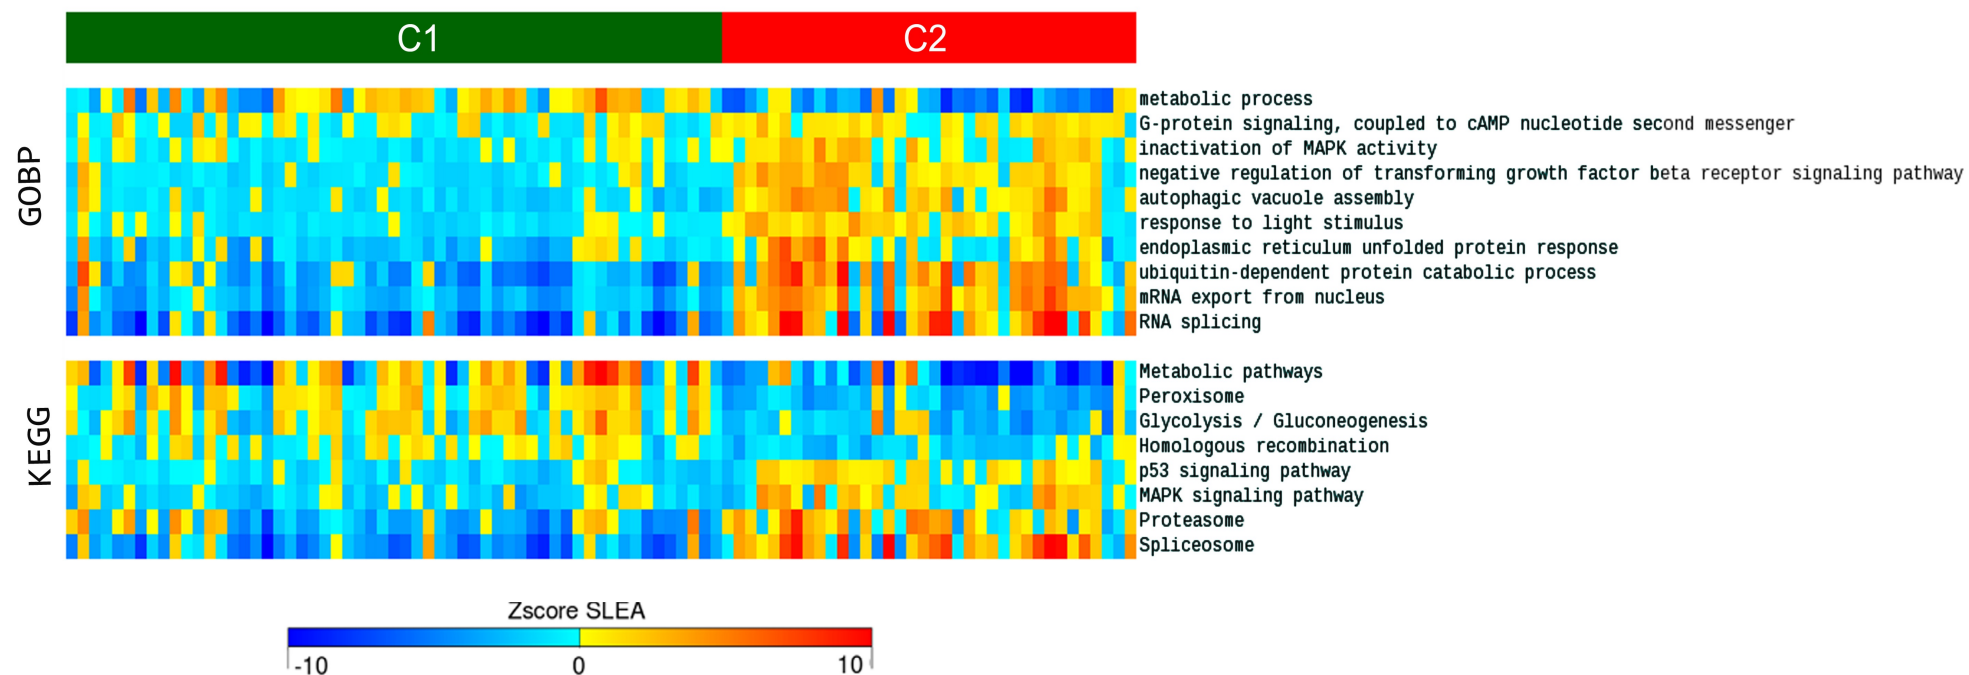 C1 C2
GOBP
metabolic process
G-protein signaling, coupled to cAMP nucleotide second messenger
inactivation of MAPK activity
negative regulation of transforming growth factor beta receptor signaling pathway
autophagic vacuole assembly
response to light stimulus
endoplasmic reticulum unfolded protein response
ubiquitin-dependent protein catabolic process
mRNA export from nucleus
RNA splicing
KEGG
Metabolic pathways
Peroxisome
Glycolysis / Gluconeogenesis
Homologous recombination
p53 signaling pathway
MAPK signaling pathway
Proteasome
Spliceosome
Zscore SLEA
-10 0 10